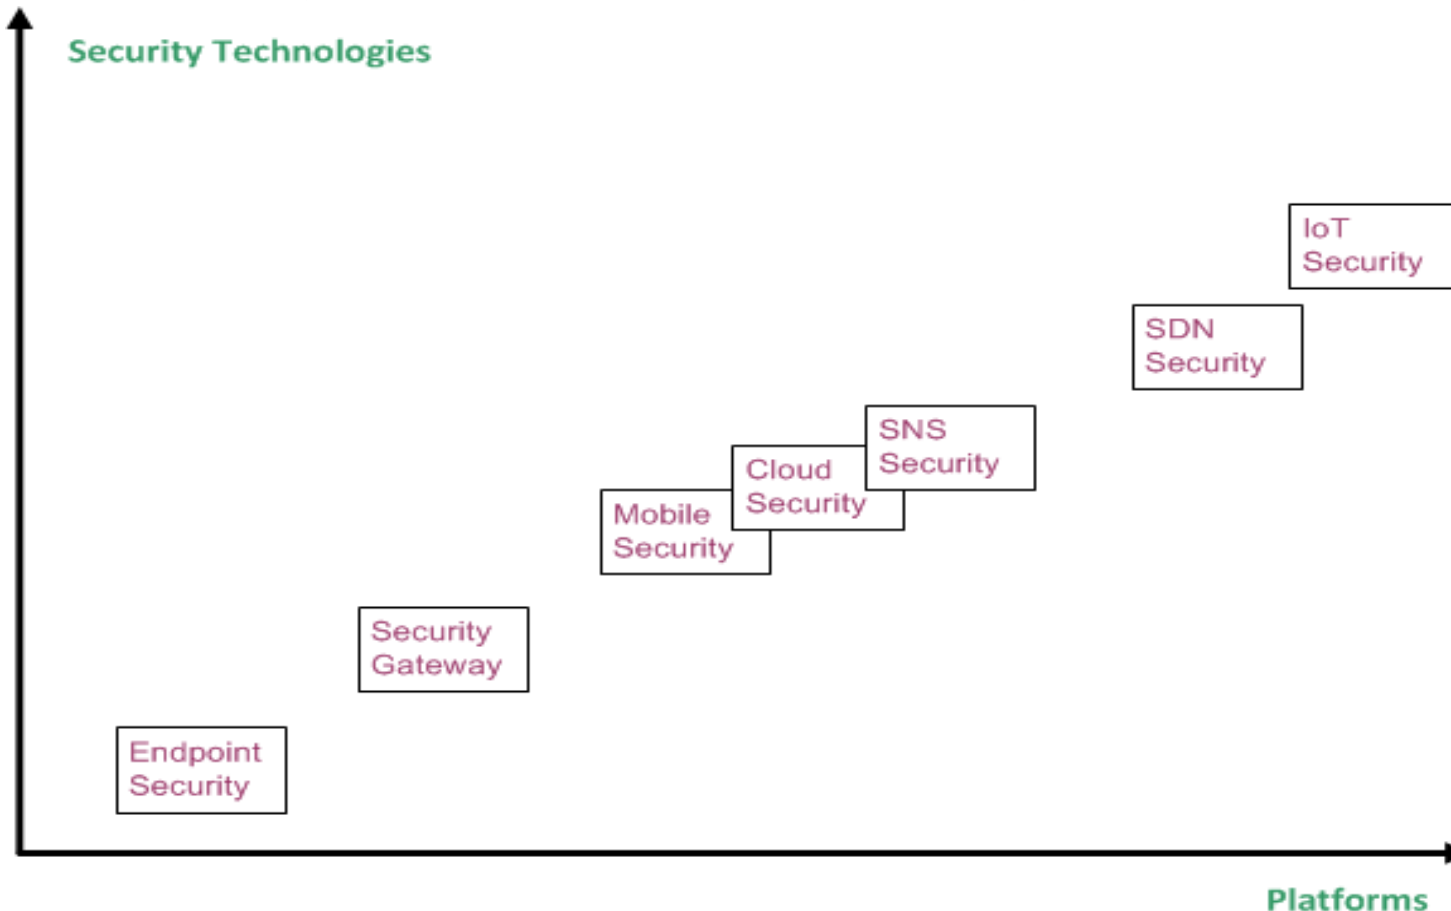 Security Technologies
IoT
Security
SDN
Security
SNS
Security
Cloud
Security
Mobile
Security
Security
Gateway
Endpoint
Security
Platforms